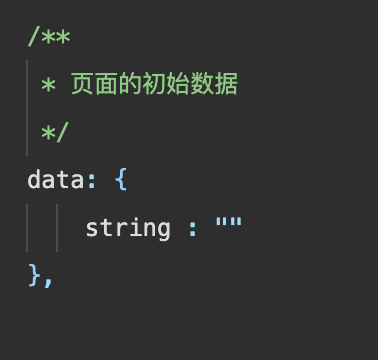 /**
* 页面的初始数据
*/
data: {
string : ""
},